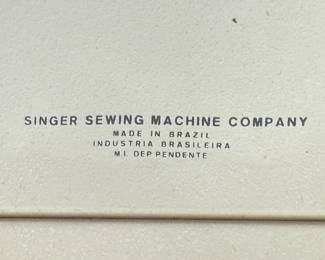 SINGER SEWING MACHINE COMPANY
MADE IN BRAZIL
INDUSTRIA BRASILEIRA
M.I. DEP PENDENTE